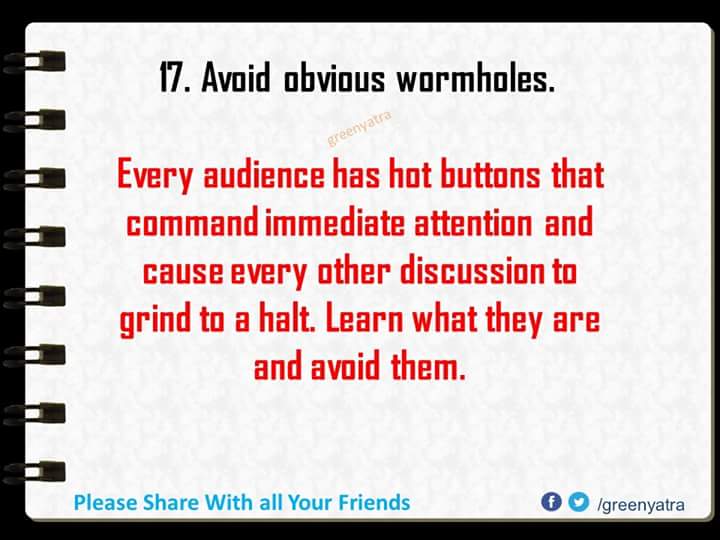 17. Avoid obvious wormholes.
greenyatra
Every audience has hot buttons that
command immediate attention and
cause every other discussion to
grind to a halt. Learn what they are
and avoid them.
Please Share With all Your Friends
/greenyatra